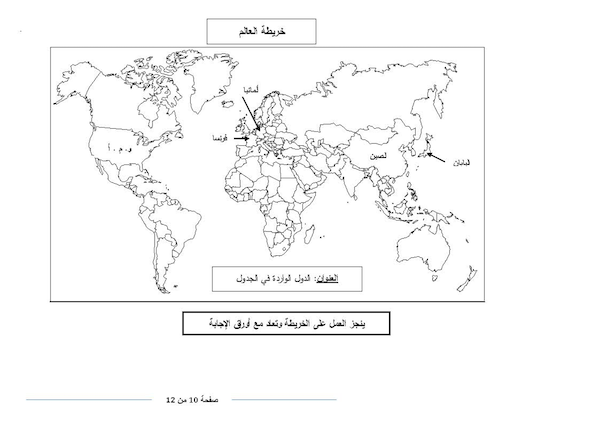 خريطة العالم
ألمانيا
فرنسا
و . م . أ
الصين
اليابان
العنوان: الدول الواردة في الجدول
ينجز العمل على الخريطة وتعاد مع أوراق الإجابة
صفحة 10 من 12